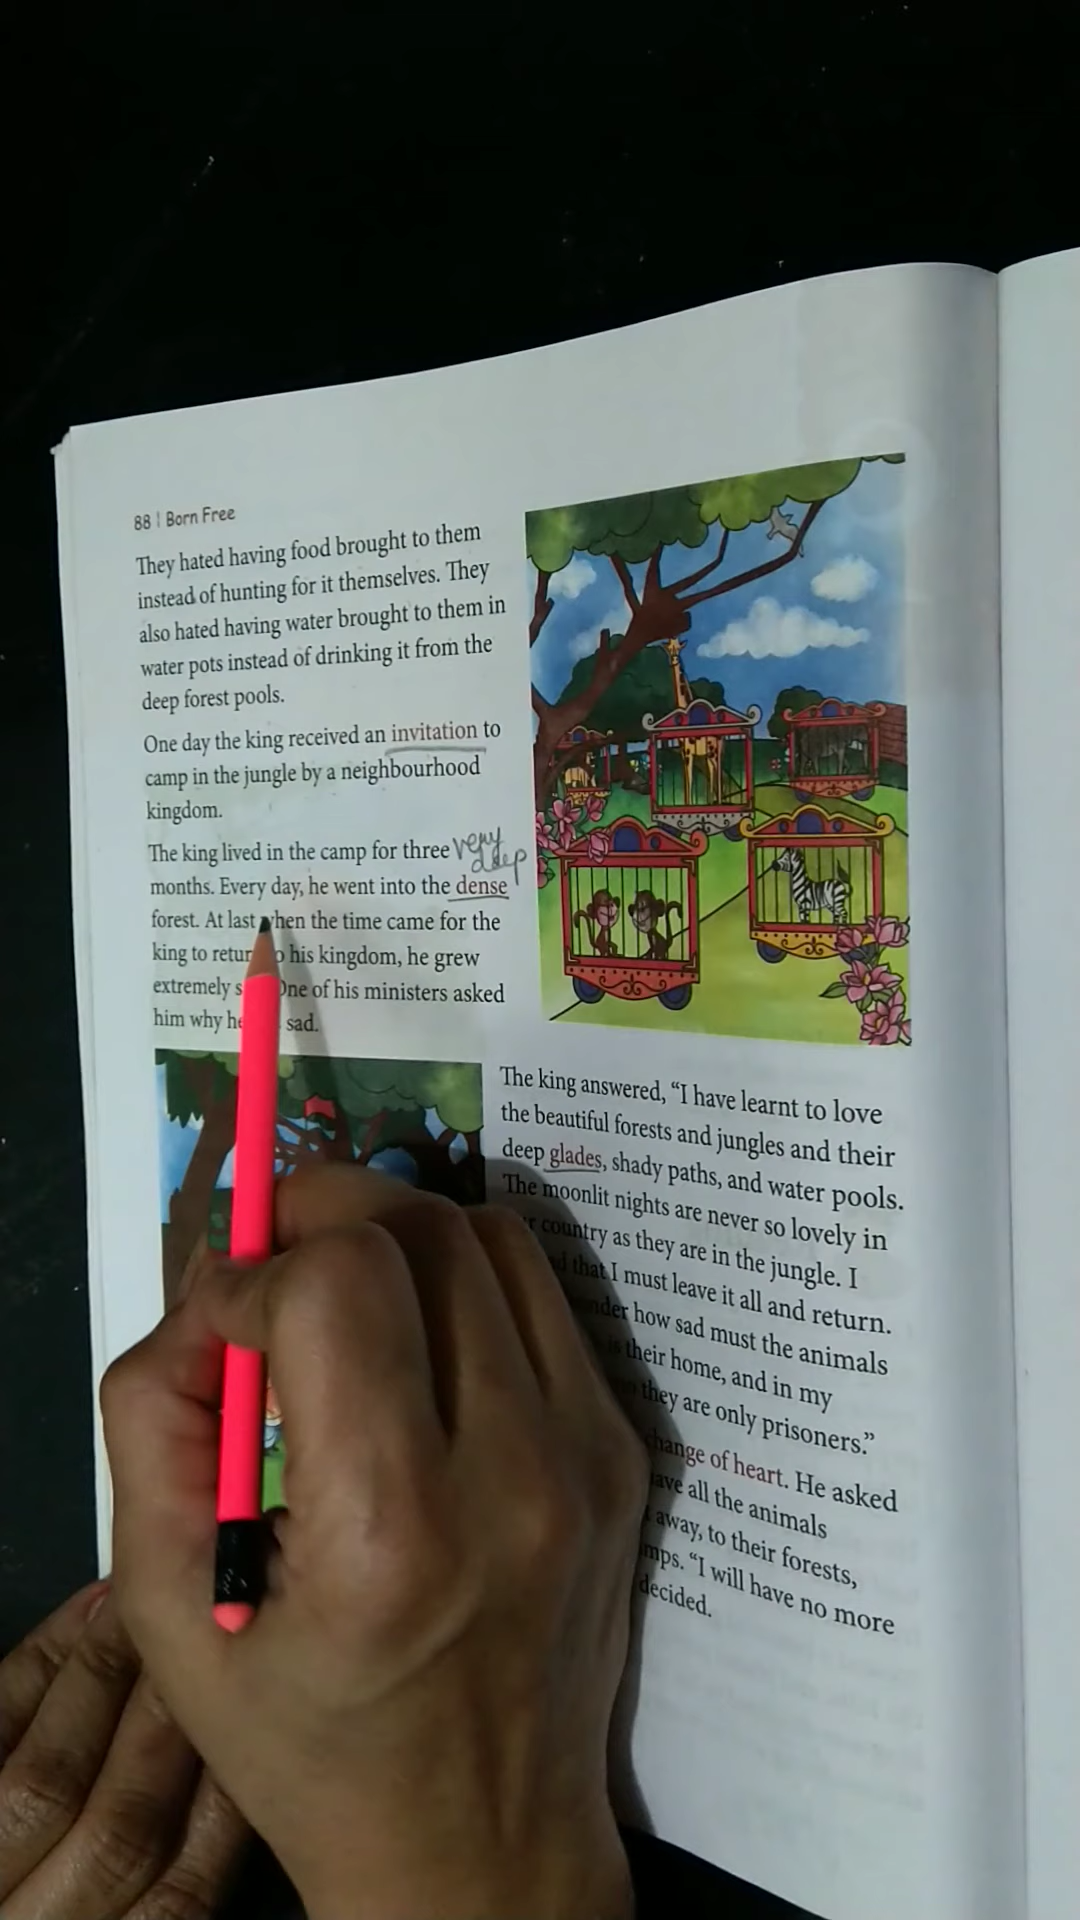 88 | Born Free
They hated having food brought to them
instead of hunting for it themselves. They
also hated having water brought to them in
water pots instead of drinking it from the
deep forest pools.
One day the king received an invitation to
camp in the jungle by a neighbourhood
kingdom.
The king lived in the camp for three very deep
months. Every day, he went into the dense
forest. At last when the time came for the
king to his kingdom, he grew
extremely One of his ministers asked
him why sad.
The king answered, “I have learnt to love
the beautiful forests and jungles and their
deep glades, shady paths, and water pools.
The moonlit nights are never so lovely in
country as they are in the jungle. I
that I must leave it all and return.
how sad must the animals
is their home, and in my
they are only prisoners.”
change of heart. He asked
all the animals
away, to their forests,
“I will have no more
decided.